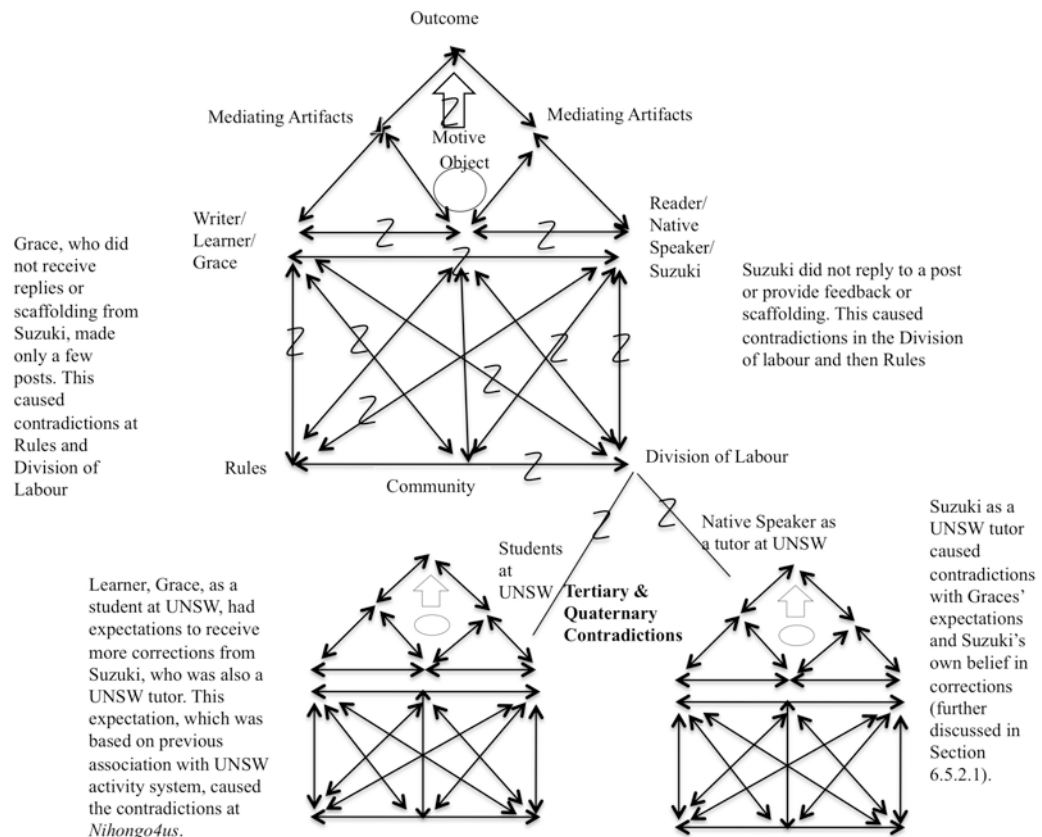 Outcome
Mediating Artifacts
Mediating Artifacts
Motive
Object
Writer/
Learner/
Grace
Reader/
Native
Speaker/
Suzuki
Grace, who did
not receive
replies or
scaffolding from
Suzuki, made
only a few
posts. This
caused
contradictions at
Rules and
Division of
Labour
Suzuki did not reply to a post
or provide feedback or
scaffolding. This caused
contradictions in the Division
of labour and then Rules
Rules
Community
Division of Labour
Students
at
UNSW
Native Speaker as
a tutor at UNSW
Tertiary &
Quaternary
Contradictions
Learner, Grace, as a
student at UNSW, had
expectations to receive
more corrections from
Suzuki, who was also a
UNSW tutor. This
expectation, which was
based on previous
association with UNSW
activity system, caused
the contradictions at
Nihongo4us.
Suzuki as a
UNSW tutor
caused
contradictions
with Graces’
expectations
and Suzuki’s
own belief in
corrections
(further
discussed in
Section
6.5.2.1).